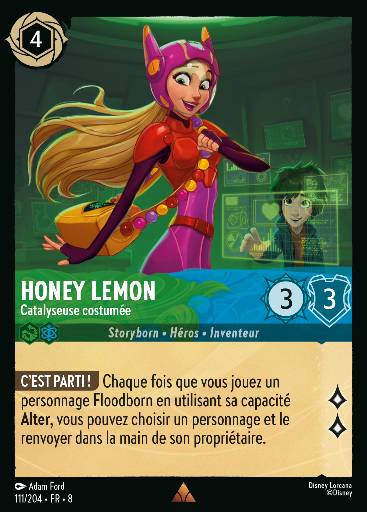 4
HONEY LEMON
Catalyseuse costumée
3
3
Storyborn • Héros • Inventeur
C'EST PARTI ! Chaque fois que vous jouez un
personnage Floodborn en utilisant sa capacité
Alter, vous pouvez choisir un personnage et le
renvoyer dans la main de son propriétaire.
Adam Ford
Disney Lorcana
111/204 • FR • 8
©Disney